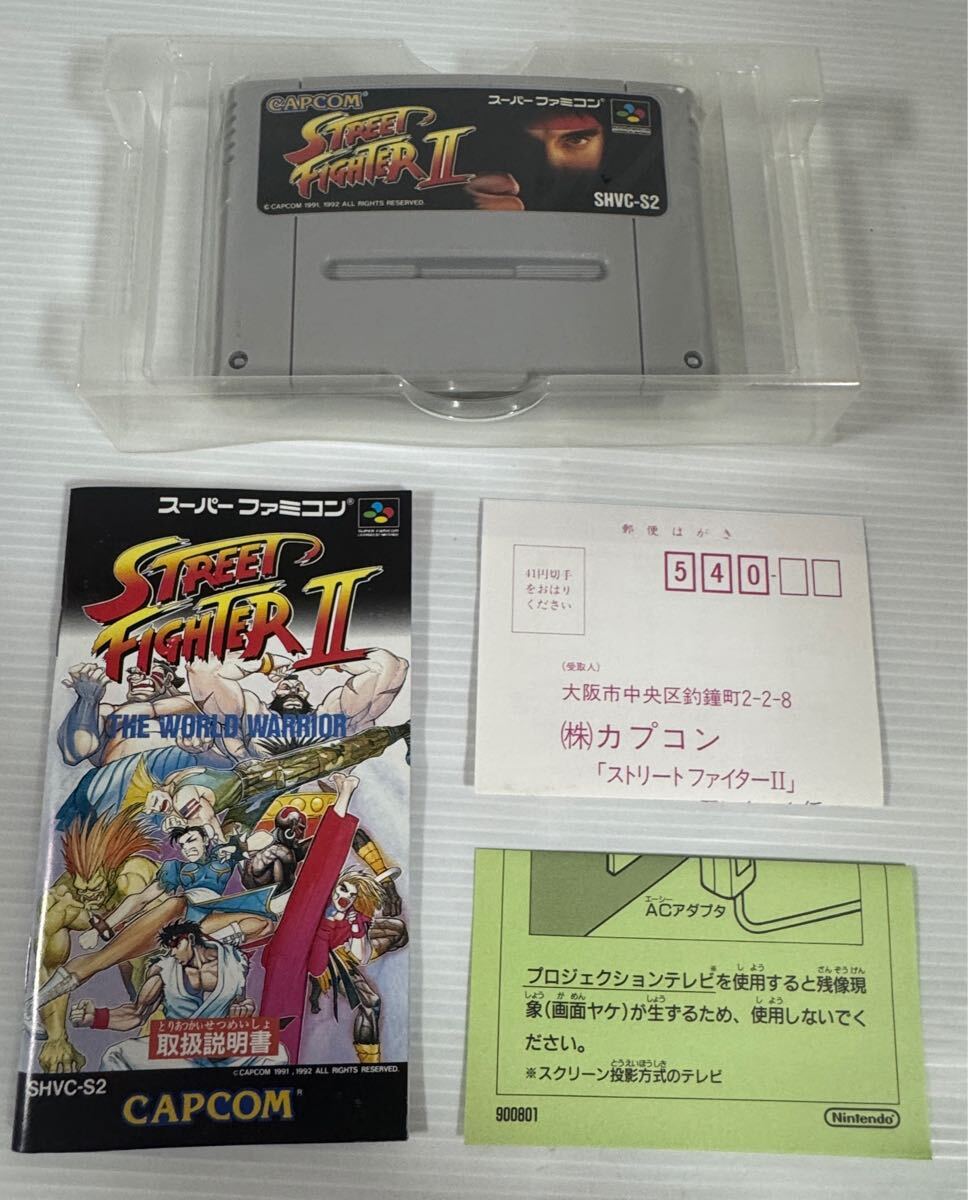 CAPCOM®
スーパーファミコン®
STREET
FIGHTER II
© CAPCOM 1991, 1992 ALL RIGHTS RESERVED.
SHVC-S2
スーパーファミコン®
STREET
FIGHTER II
THE WORLD WARRIOR
とりあつかいせつめいしょ
取扱説明書
© CAPCOM 1991, 1992 ALL RIGHTS RESERVED.
SHVC-S2
CAPCOM®
郵便はがき
41円切手
をおはり
ください
540-
(受取人)
大阪市中央区釣鐘町2-2-8
(株)カプコン
「ストリートファイターII」
エーシー
ACアダプタ
プロジェクションテレビ※を使用すると残像現
象(画面ヤケ)が生ずるため、使用しないでく
ださい。
※スクリーン投影方式のテレビ
900801
Nintendo®